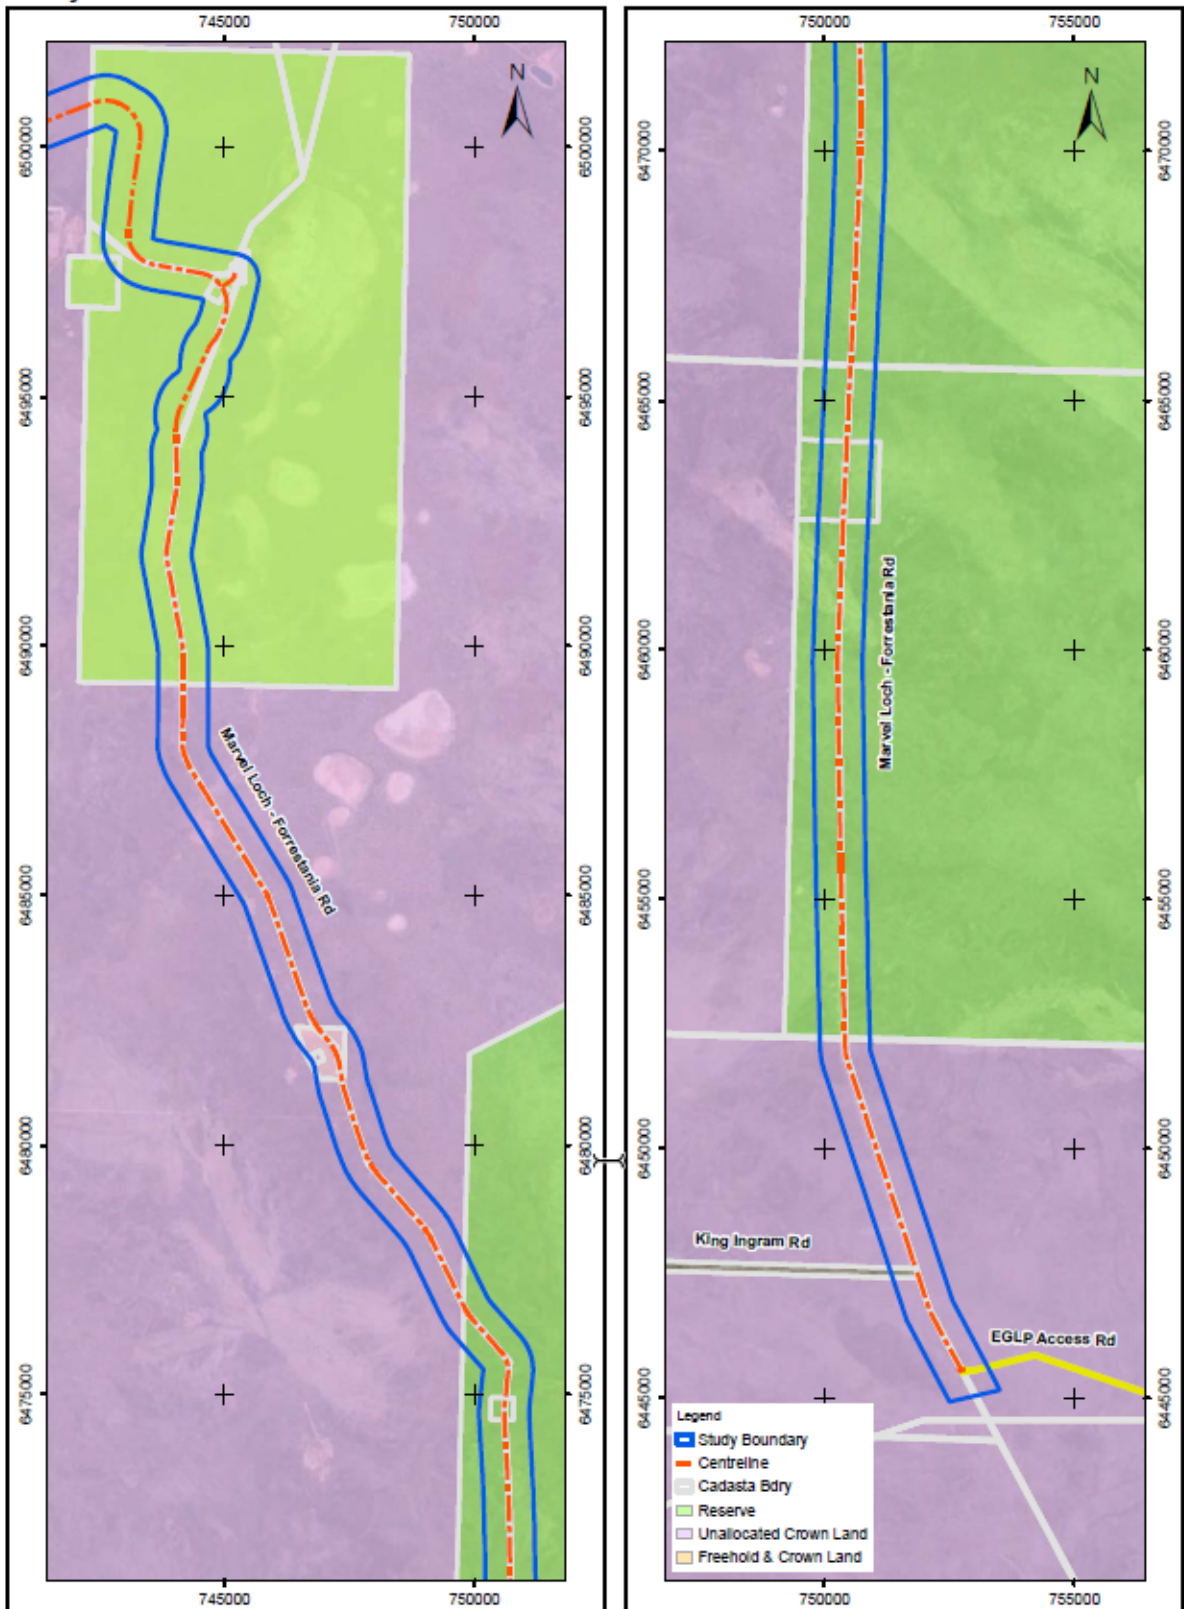 745000
750000
750000
755000
N
N
6500000
6500000
6470000
6470000
6495000
6495000
6465000
6465000
6490000
6490000
6460000
6460000
Marvel Loch - Forrestania Rd
Marvel Loch - Forrestania Rd
6485000
6485000
6455000
6455000
6480000
6480000
6450000
6450000
King Ingram Rd
EGLP Access Rd
6475000
6475000
6445000
6445000
Legend
Study Boundary
Centreline
Cadasta Bdry
Reserve
Unallocated Crown Land
Freehold & Crown Land
745000
750000
750000
755000